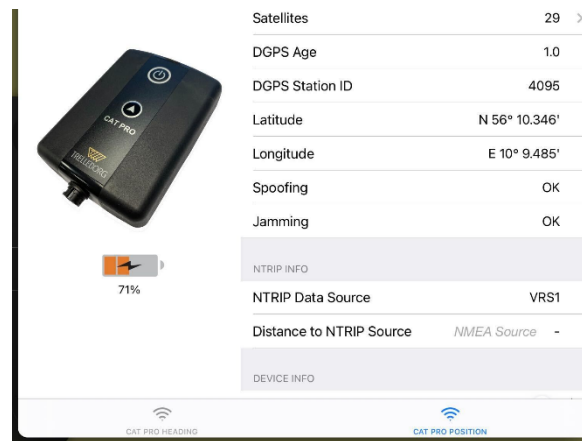 Satellites 29
DGPS Age 1.0
DGPS Station ID 4095
Latitude N 56° 10.346'
Longitude E 10° 9.485'
Spoofing OK
Jamming OK
CAT PRO
TRELLEBORG
71%
NTRIP INFO
NTRIP Data Source VRS1
Distance to NTRIP Source NMEA Source -
DEVICE INFO
CAT PRO HEADING
CAT PRO POSITION